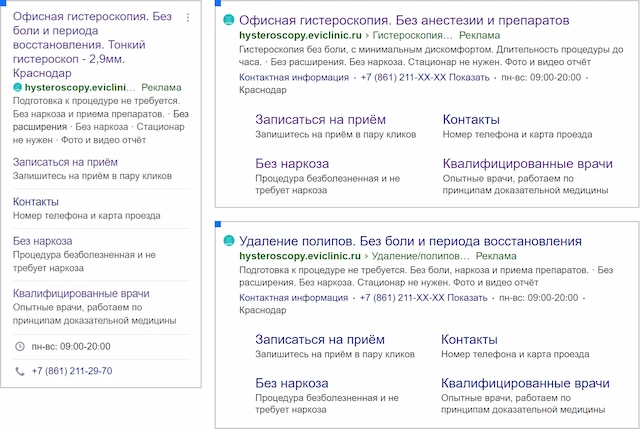 Офисная гистероскопия. Без
боли и периода
восстановления. Тонкий
гистероскоп - 2,9мм.
Краснодар
hysteroscopy.eviclini... Реклама
Подготовка к процедуре не требуется.
Без наркоза и приема препаратов. · Без
расширения · Без наркоза · Стационар
не нужен · Фото и видео отчёт
Записаться на приём
Запишитесь на приём в пару кликов
Контакты
Номер телефона и карта проезда
Без наркоза
Процедура безболезненная и не
требует наркоза
Квалифицированные врачи
Опытные врачи, работаем по
принципам доказательной медицины
пн-вс: 09:00-20:00
+7 (861) 211-29-70
Офисная гистероскопия. Без анестезии и препаратов
hysteroscopy.eviclinic.ru › Гистероскопия... Реклама
Гистероскопия без боли, с минимальным дискомфортом. Длительность процедуры до
часа. · Без расширения. Без наркоза. Стационар не нужен. Фото и видео отчёт
Контактная информация · +7 (861) 211-XX-XX Показать · пн-вс: 09:00-20:00 ·
Краснодар
Записаться на приём
Запишитесь на приём в пару кликов
Контакты
Номер телефона и карта проезда
Без наркоза
Процедура безболезненная и не
требует наркоза
Квалифицированные врачи
Опытные врачи, работаем по
принципам доказательной медицины
Удаление полипов. Без боли и периода восстановления
hysteroscopy.eviclinic.ru › Удаление/полипов... Реклама
Подготовка к процедуре не требуется. Без боли, наркоза и приема препаратов. · Без
расширения. Без наркоза. Стационар не нужен. Фото и видео отчёт
Контактная информация · +7 (861) 211-XX-XX Показать · пн-вс: 09:00-20:00 ·
Краснодар
Записаться на приём
Запишитесь на приём в пару кликов
Контакты
Номер телефона и карта проезда
Без наркоза
Процедура безболезненная и не
требует наркоза
Квалифицированные врачи
Опытные врачи, работаем по
принципам доказательной медицины